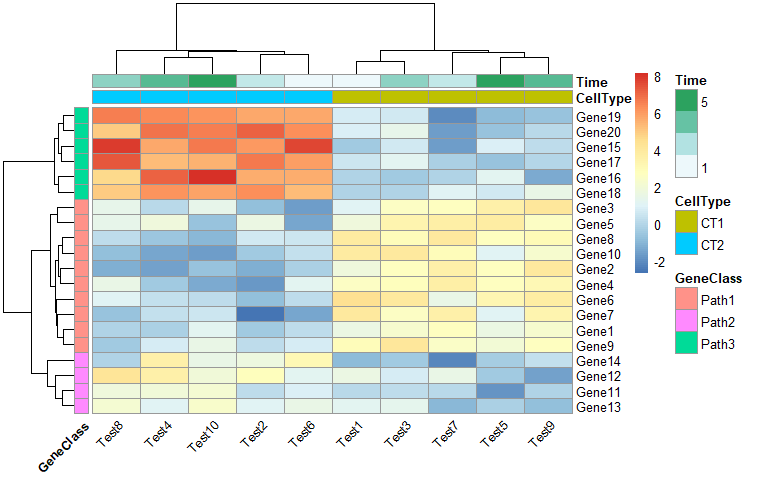 Time
CellType
Gene19
Gene20
Gene15
Gene17
Gene16
Gene18
Gene3
Gene5
Gene8
Gene10
Gene2
Gene4
Gene6
Gene7
Gene1
Gene9
Gene14
Gene12
Gene11
Gene13
GeneClass
Test8
Test4
Test10
Test2
Test6
Test1
Test3
Test7
Test5
Test9
8
6
4
2
0
-2
Time
5
1
CellType
CT1
CT2
GeneClass
Path1
Path2
Path3